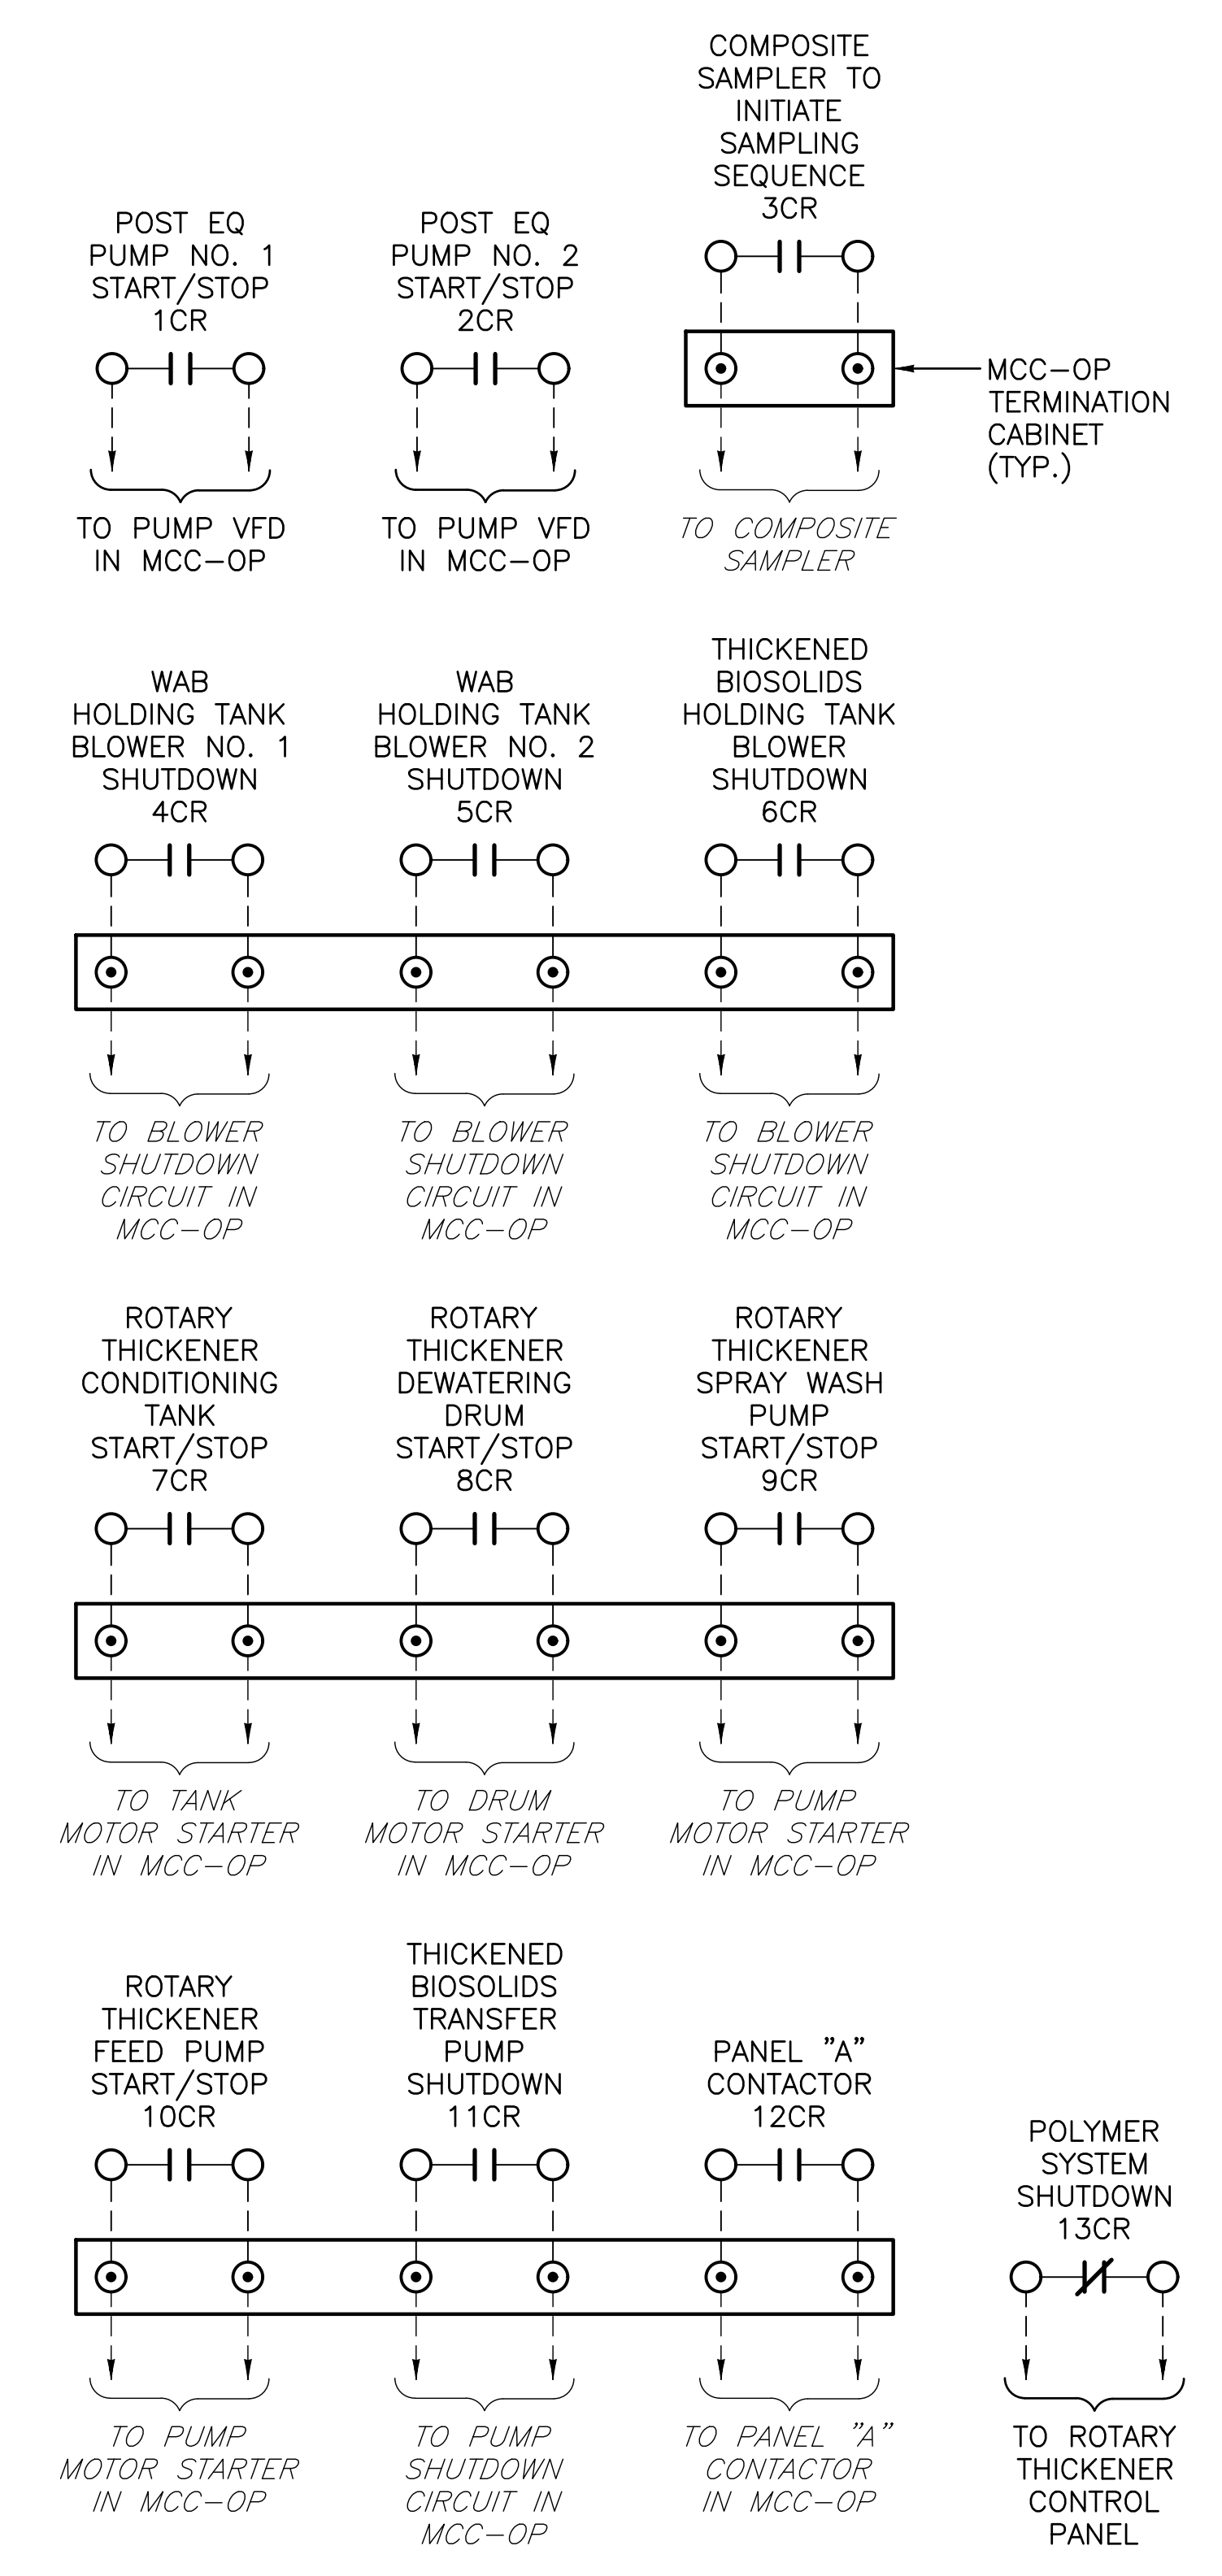 COMPOSITE
SAMPLER TO
INITIATE
SAMPLING
SEQUENCE
3CR
POST EQ
PUMP NO. 1
START/STOP
1CR
POST EQ
PUMP NO. 2
START/STOP
2CR
MCC-OP
TERMINATION
CABINET
(TYP.)
TO PUMP VFD
IN MCC-OP
TO PUMP VFD
IN MCC-OP
TO COMPOSITE
SAMPLER
WAB
HOLDING TANK
BLOWER NO. 1
SHUTDOWN
4CR
WAB
HOLDING TANK
BLOWER NO. 2
SHUTDOWN
5CR
THICKENED
BIOSOLIDS
HOLDING TANK
BLOWER
SHUTDOWN
6CR
TO BLOWER
SHUTDOWN
CIRCUIT IN
MCC-OP
TO BLOWER
SHUTDOWN
CIRCUIT IN
MCC-OP
TO BLOWER
SHUTDOWN
CIRCUIT IN
MCC-OP
ROTARY
THICKENER
CONDITIONING
TANK
START/STOP
7CR
ROTARY
THICKENER
DEWATERING
DRUM
START/STOP
8CR
ROTARY
THICKENER
SPRAY WASH
PUMP
START/STOP
9CR
TO TANK
MOTOR STARTER
IN MCC-OP
TO DRUM
MOTOR STARTER
IN MCC-OP
TO PUMP
MOTOR STARTER
IN MCC-OP
ROTARY
THICKENER
FEED PUMP
START/STOP
10CR
THICKENED
BIOSOLIDS
TRANSFER
PUMP
SHUTDOWN
11CR
PANEL "A"
CONTACTOR
12CR
POLYMER
SYSTEM
SHUTDOWN
13CR
TO PUMP
MOTOR STARTER
IN MCC-OP
TO PUMP
SHUTDOWN
CIRCUIT IN
MCC-OP
TO PANEL "A"
CONTACTOR
IN MCC-OP
TO ROTARY
THICKENER
CONTROL
PANEL